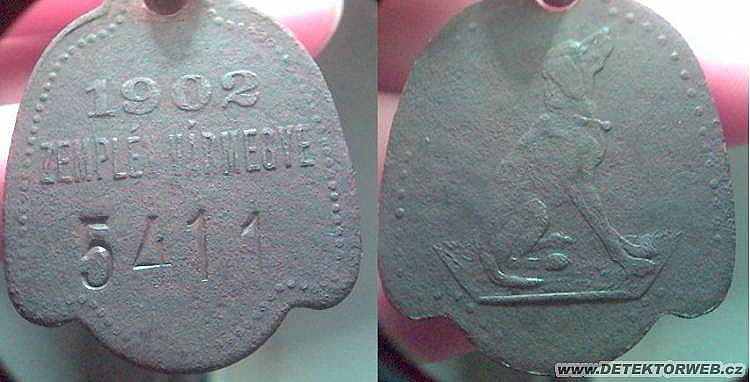 1902
ZEMPLÉN VÁRMEGYE
5411
www.DETEKTORWEB.cz